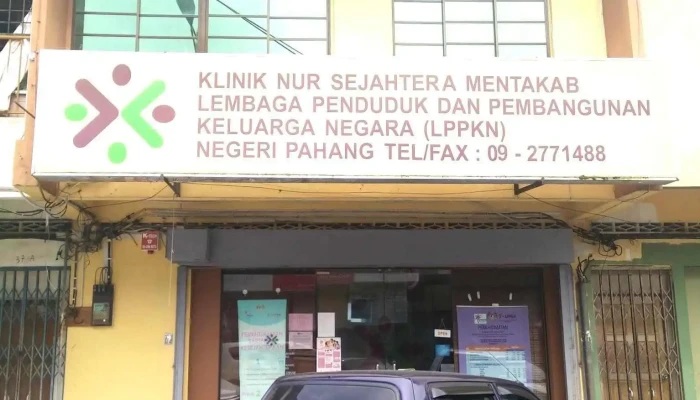 KLINIK NUR SEJAHTERA MENTAKAB
LEMBAGA PENDUDUK DAN PEMBANGUNAN
KELUARGA NEGARA (LPPKN)
NEGERI PAHANG TEL/FAX : 09 - 2771488